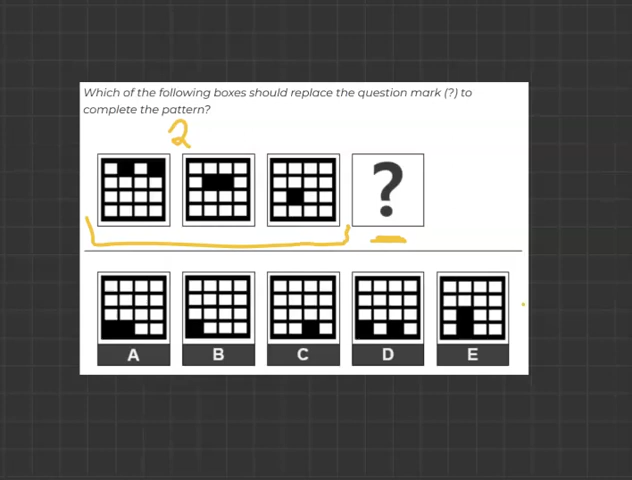 Which of the following boxes should replace the question mark (?) to
complete the pattern?
2
?
A B C D E